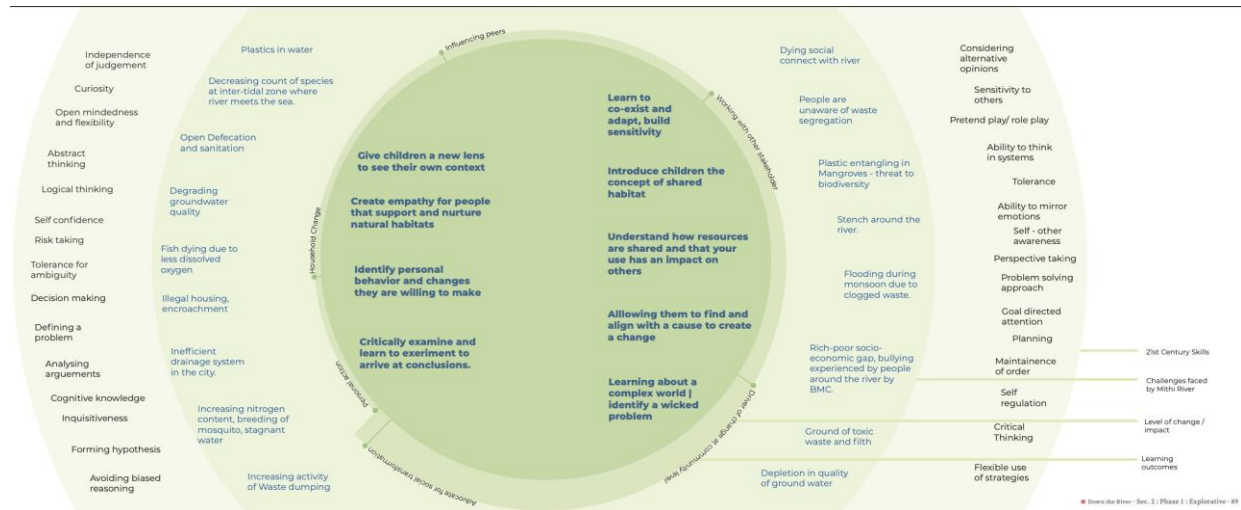 Independence
of judgement
Curiosity
Open mindedness
and flexibility
Abstract
thinking
Logical thinking
Self confidence
Risk taking
Tolerance for
ambiguity
Decision making
Defining a
problem
Analysing
arguements
Cognitive knowledge
Inquisitiveness
Forming hypothesis
Avoiding biased
reasoning
Plastics in water
Decreasing count of species
at inter-tidal zone where
river meets the sea.
Open Defecation
and sanitation
Degrading
groundwater
quality
Fish dying due to
less dissolved
oxygen
Illegal housing,
encroachment
Inefficient
drainage system
in the city.
Increasing nitrogen
content, breeding of
mosquito, stagnant
water
Increasing activity
of Waste dumping
Influencing peers
Household Change
Personal action
Advocate for social transformation
Give children a new lens
to see their own context
Create empathy for people
that support and nurture
natural habitats
Identify personal
behavior and changes
they are willing to make
Critically examine and
learn to exeriment to
arrive at conclusions.
Learn to
co-exist and
adapt, build
sensitivity
Introduce children the
concept of shared
habitat
Understand how resources
are shared and that your
use has an impact on
others
Alllowing them to find and
align with a cause to create
a change
Learning about a
complex world |
identify a wicked
problem
Working with other stakeholder
Driver of change at community level
Dying social
connect with river
People are
unaware of waste
segregation
Plastic entangling in
Mangroves - threat to
biodiversity
Stench around the
river.
Flooding during
monsoon due to
clogged waste.
Rich-poor socio-
economic gap, bullying
experienced by people
around the river by
BMC.
Ground of toxic
waste and filth
Depletion in quality
of ground water
Considering
alternative
opinions
Sensitivity to
others
Pretend play/ role play
Ability to think
in systems
Tolerance
Ability to mirror
emotions
Self - other
awareness
Perspective taking
Problem solving
approach
Goal directed
attention
Planning
Maintainence
of order
Self
regulation
Critical
Thinking
Flexible use
of strategies
21st Century Skills
Challenges faced
by Mithi River
Level of change /
impact
Learning
outcomes
Down the River - Sec. 2 : Phase 1 : Explorative - 89